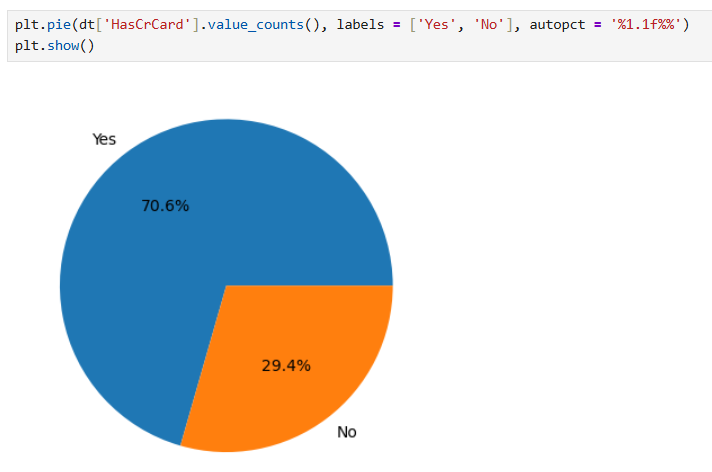 plt.pie(dt['HasCrCard'].value_counts(), labels = ['Yes', 'No'], autopct = '%1.1f%%')
plt.show()
Yes
70.6%
29.4%
No